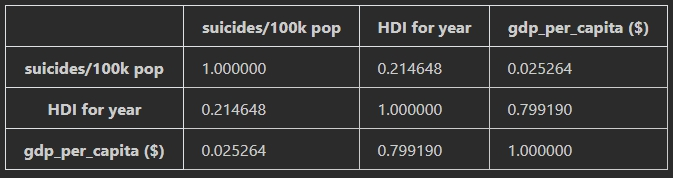 suicides/100k pop HDI for year gdp_per_capita ($)
suicides/100k pop 1.000000 0.214648 0.025264
HDI for year 0.214648 1.000000 0.799190
gdp_per_capita ($) 0.025264 0.799190 1.000000